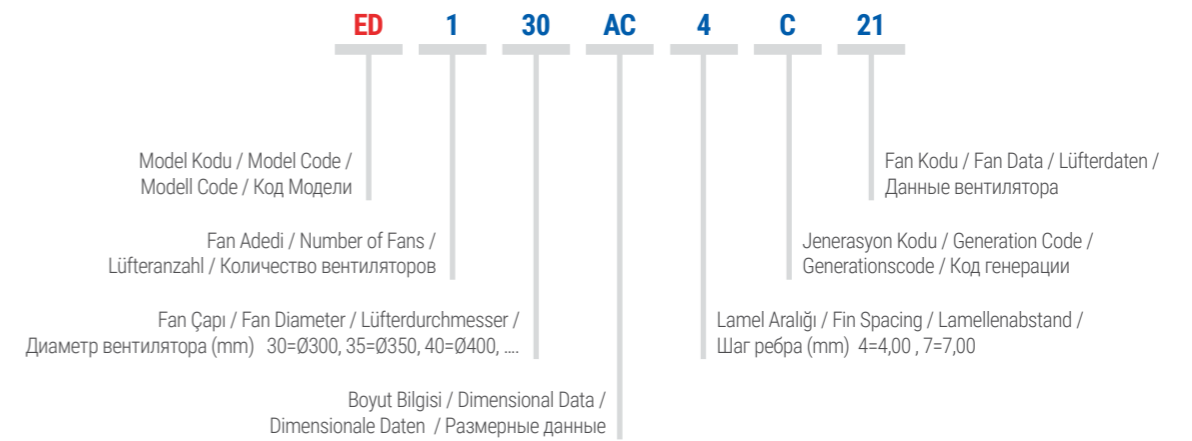 ED 1 30 AC 4 C 21
Model Kodu / Model Code /
Modell Code / Код Модели
Fan Kodu / Fan Data / Lüfterdaten /
Данные вентилятора
Fan Adedi / Number of Fans /
Lüfteranzahl / Количество вентиляторов
Jenerasyon Kodu / Generation Code /
Generationscode / Код генерации
Fan Çapı / Fan Diameter / Lüfterdurchmesser /
Диаметр вентилятора (mm) 30=Ø300, 35=Ø350, 40=Ø400, ....
Lamel Aralığı / Fin Spacing / Lamellenabstand /
Шаг ребра (mm) 4=4,00 , 7=7,00
Boyut Bilgisi / Dimensional Data /
Dimensionale Daten / Размерные данные